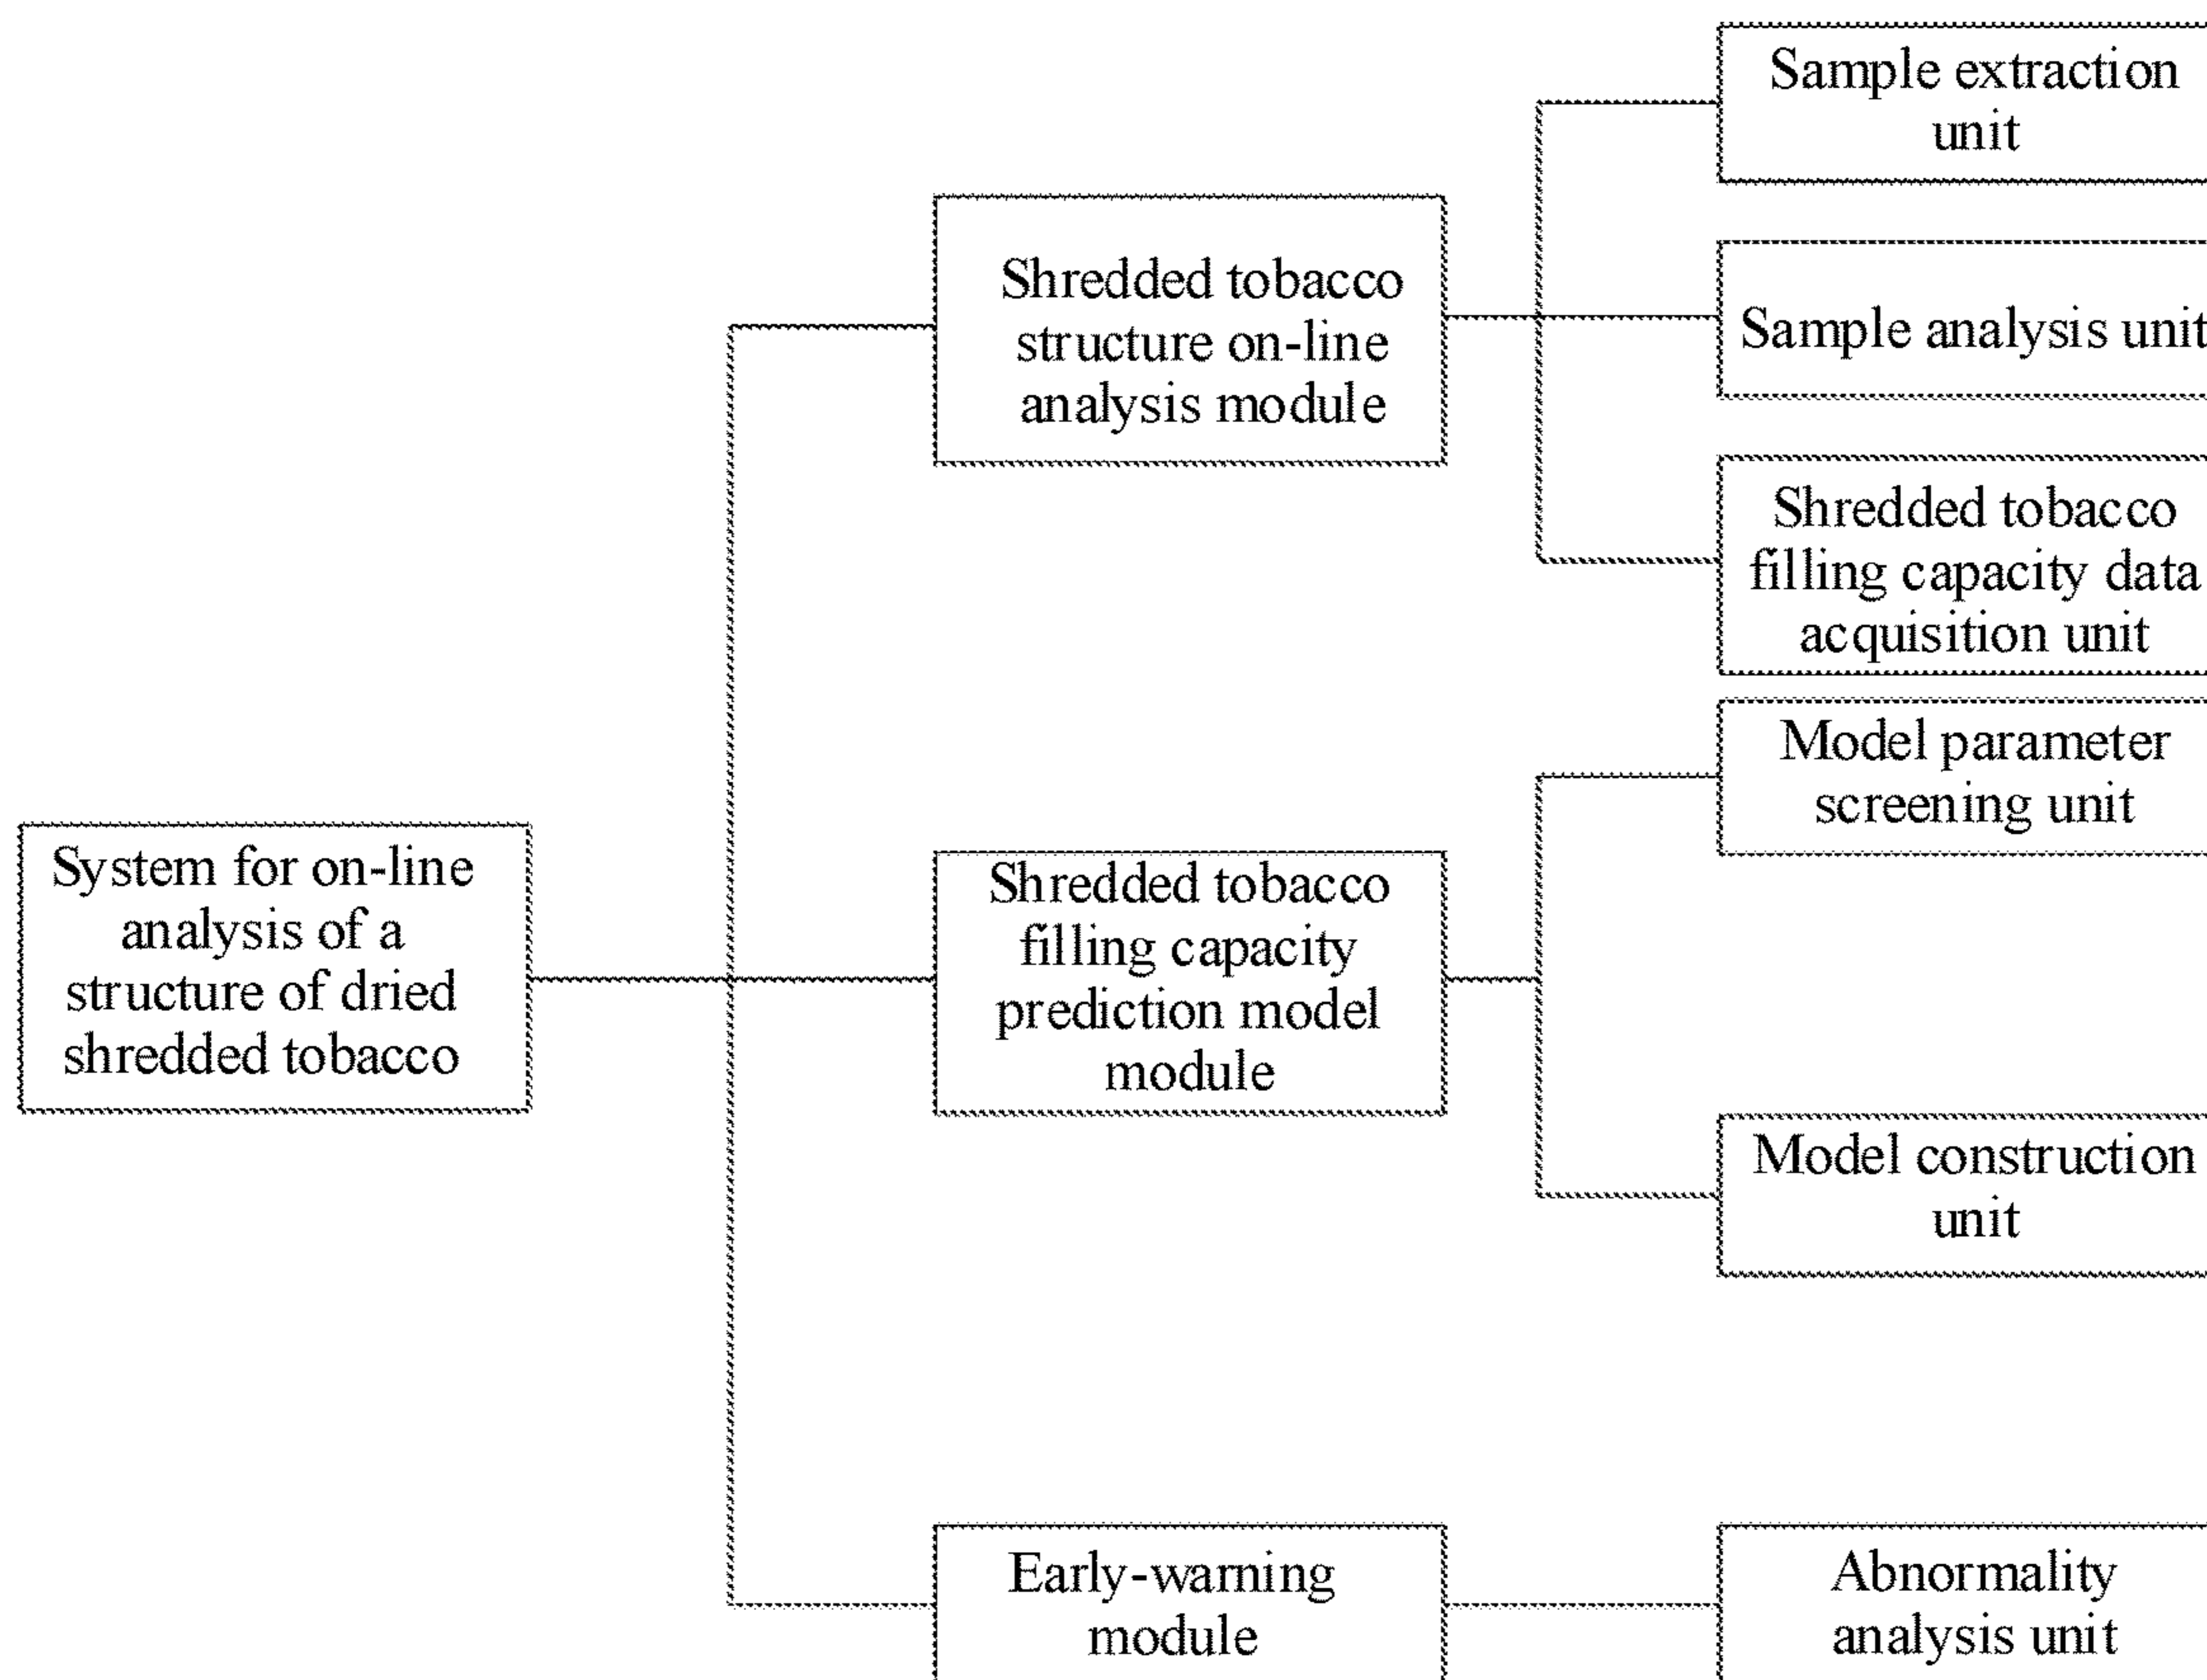 System for on-line
analysis of a
structure of dried
shredded tobacco
Shredded tobacco
structure on-line
analysis module
Sample extraction
unit
Sample analysis unit
Shredded tobacco
filling capacity data
acquisition unit
Shredded tobacco
filling capacity
prediction model
module
Model parameter
screening unit
Model construction
unit
Early-warning
module
Abnormality
analysis unit